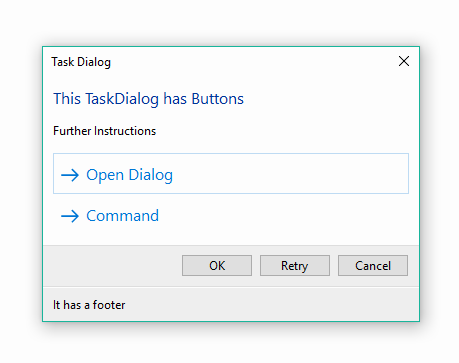 Task Dialog
This TaskDialog has Buttons
Further Instructions
Open Dialog
Command
OK Retry Cancel
It has a footer